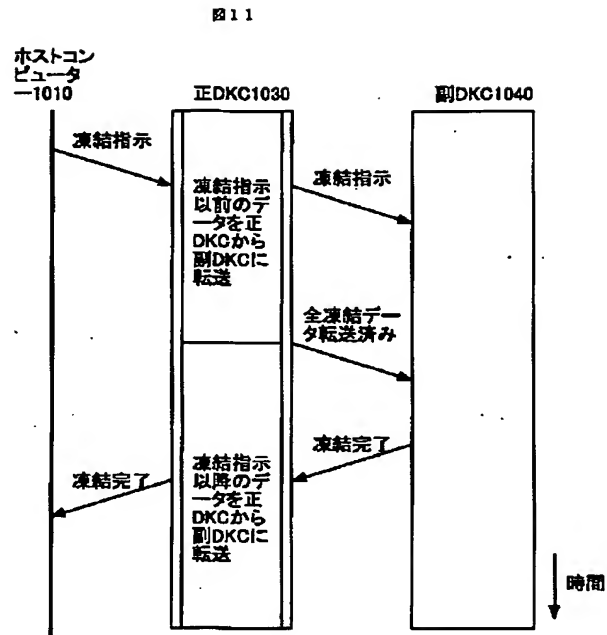 図11
ホストコン
ピュータ
ー1010
正DKC1030
副DKC1040
凍結指示
凍結指示
凍結指示
以前のデ
ータを正
DKCから
副DKCに
転送
全凍結デー
タ転送済み
凍結完了
凍結完了
凍結指示
以降のデ
ータを正
DKCから
副DKCに
転送
時間